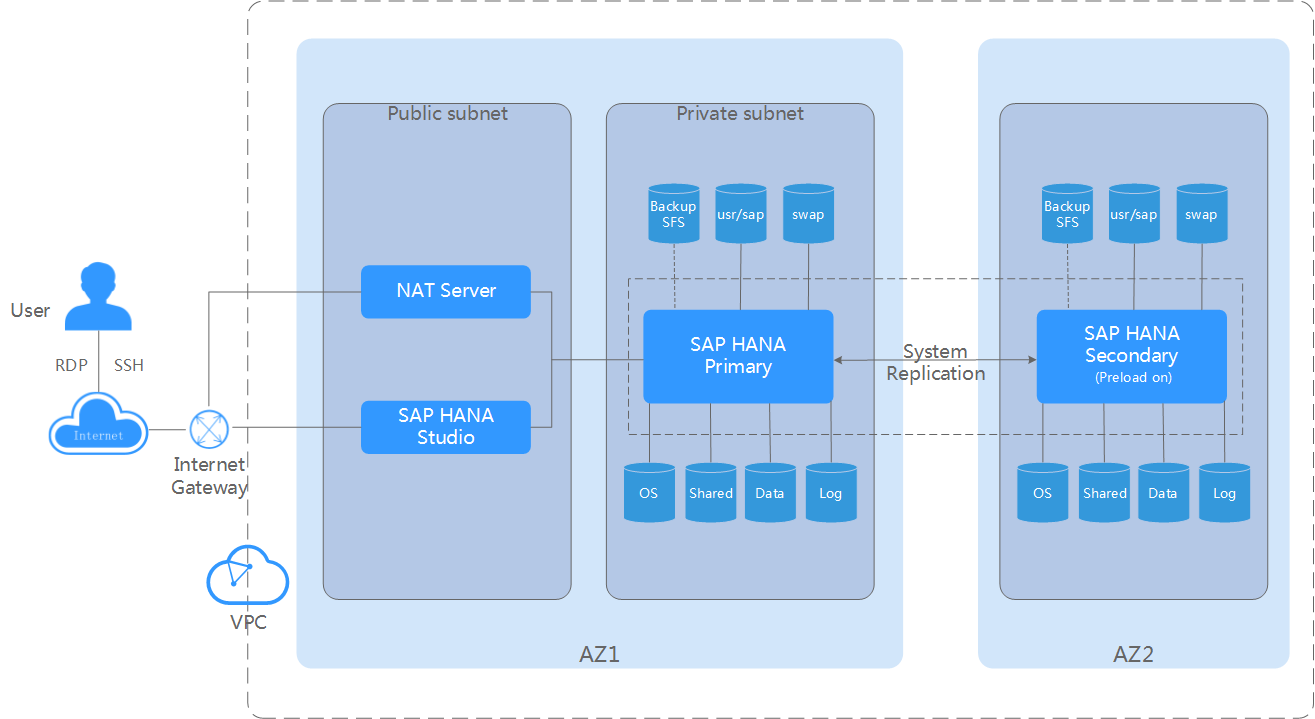 Public subnet
Private subnet
Backup
SFS
usr/sap
swap
Backup
SFS
usr/sap
swap
User
NAT Server
RDP
SSH
SAP HANA
Primary
System
Replication
SAP HANA
Secondary
(Preload on)
Internet
SAP HANA
Studio
Internet
Gateway
OS
Shared
Data
Log
OS
Shared
Data
Log
VPC
AZ1
AZ2